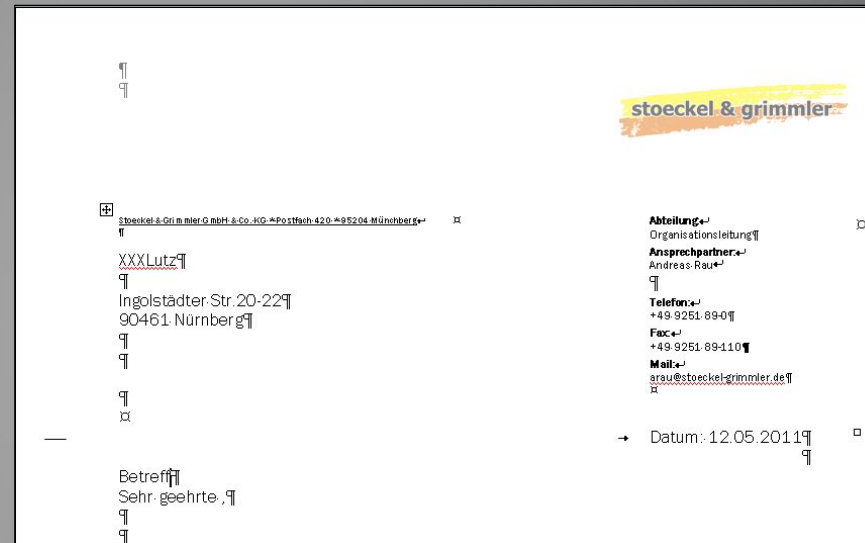 stoeckel & grimmler
Stoeckel & Grimmler GmbH & Co. KG * Postfach 420 * 95204 Münchberg
XXXLutz
Ingolstädter Str.20-22
90461 Nürnberg
Abteilung:
Organisationsleitung
Ansprechpartner:
Andreas Rau
Telefon:
+49 9251 89-0
Fax:
+49 9251 89-110
Mail:
arau@stoeckel-grimmler.de
Datum: 12.05.2011
Betreff
Sehr geehrte ,